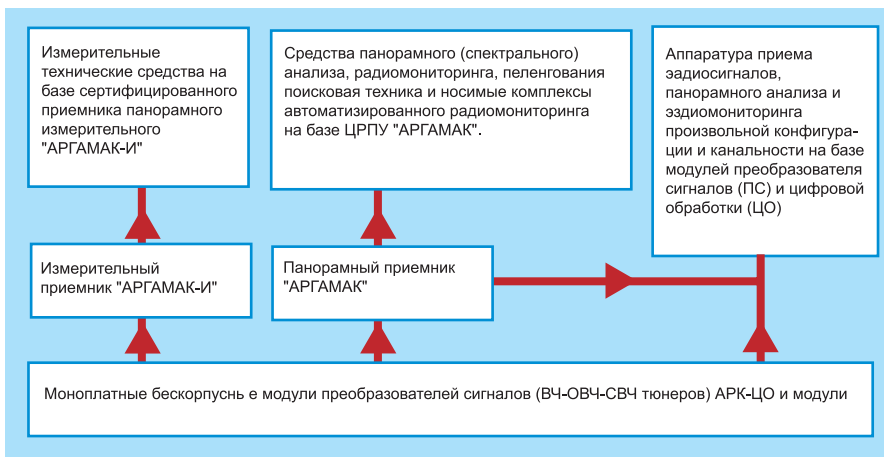 Измерительные
технические средства на
базе сертифицированного
приемника панорамного
измерительного
"АРГАМАК-И"
Средства панорамного (спектрального)
анализа, радиомониторинга, пеленгования
поисковая техника и носимые комплексы
автоматизированного радиомониторинга
на базе ЦРПУ "АРГАМАК".
Аппаратура приема
эадиосигналов,
панорамного анализа и
эздиомониторинга
произвольной конфигура-
ции и канальности на базе
модулей преобразователя
сигналов (ПС) и цифровой
обработки (ЦО)
Измерительный
приемник "АРГАМАК-И"
Панорамный приемник
"АРГАМАК"
Моноплатные бескорпуснь е модули преобразователей сигналов (ВЧ-ОВЧ-СВЧ тюнеров) АРК-ЦО и модули